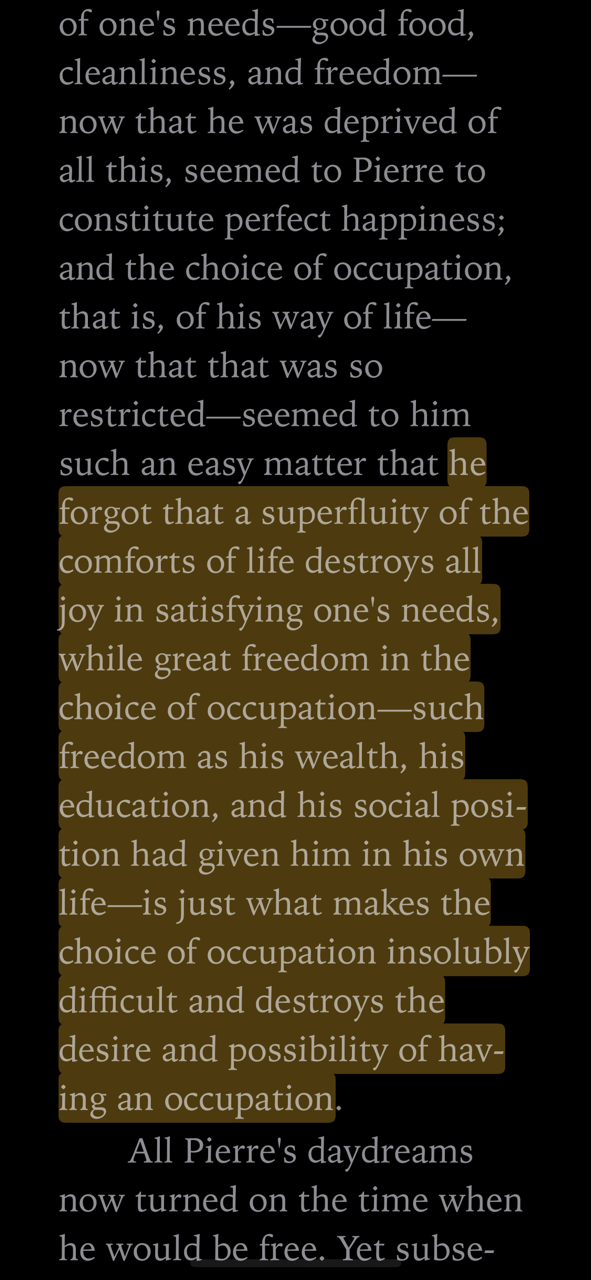 of one's needs—good food,
cleanliness, and freedom—
now that he was deprived of
all this, seemed to Pierre to
constitute perfect happiness;
and the choice of occupation,
that is, of his way of life—
now that that was so
restricted—seemed to him
such an easy matter that he
forgot that a superfluity of the
comforts of life destroys all
joy in satisfying one's needs,
while great freedom in the
choice of occupation—such
freedom as his wealth, his
education, and his social posi-
tion had given him in his own
life—is just what makes the
choice of occupation insolubly
difficult and destroys the
desire and possibility of hav-
ing an occupation.
All Pierre's daydreams
now turned on the time when
he would be free. Yet subse-